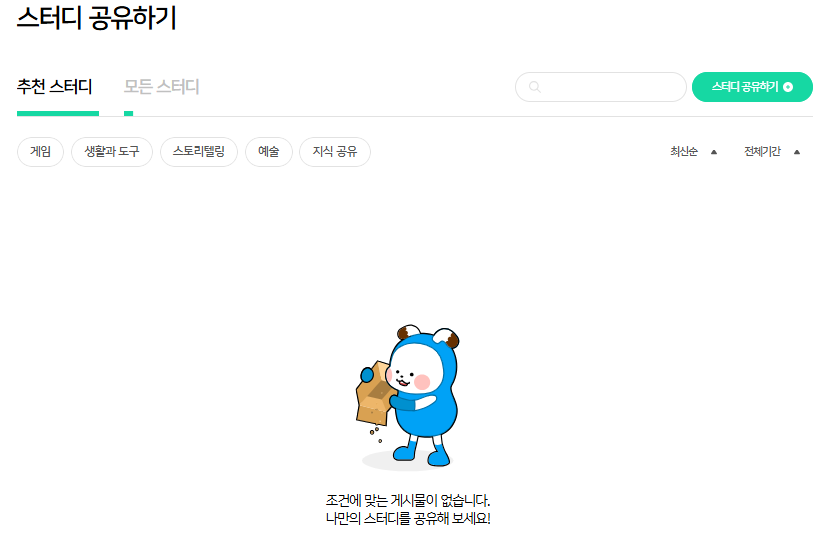 스터디 공유하기
추천 스터디 모든 스터디 스터디 공유하기
게임 생활과 도구 스토리텔링 예술 지식 공유 최신순 전체기간
조건에 맞는 게시물이 없습니다.
나만의 스터디를 공유해 보세요!